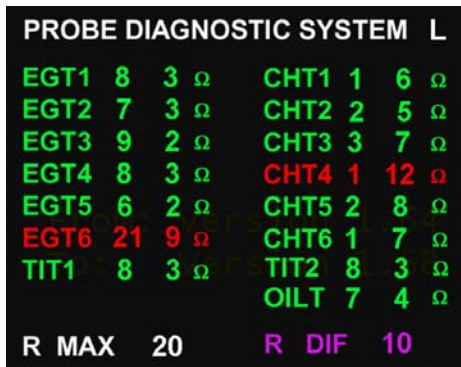 PROBE DIAGNOSTIC SYSTEM L
EGT1 8 3 Ω CHT1 1 6 Ω
EGT2 7 3 Ω CHT2 2 5 Ω
EGT3 9 2 Ω CHT3 3 7 Ω
EGT4 8 3 Ω CHT4 1 12 Ω
EGT5 6 2 Ω CHT5 2 8 Ω
EGT6 21 9 Ω CHT6 1 7 Ω
TIT1 8 3 Ω TIT2 8 3 Ω
OILT 7 4 Ω
R MAX 20 R DIF 10